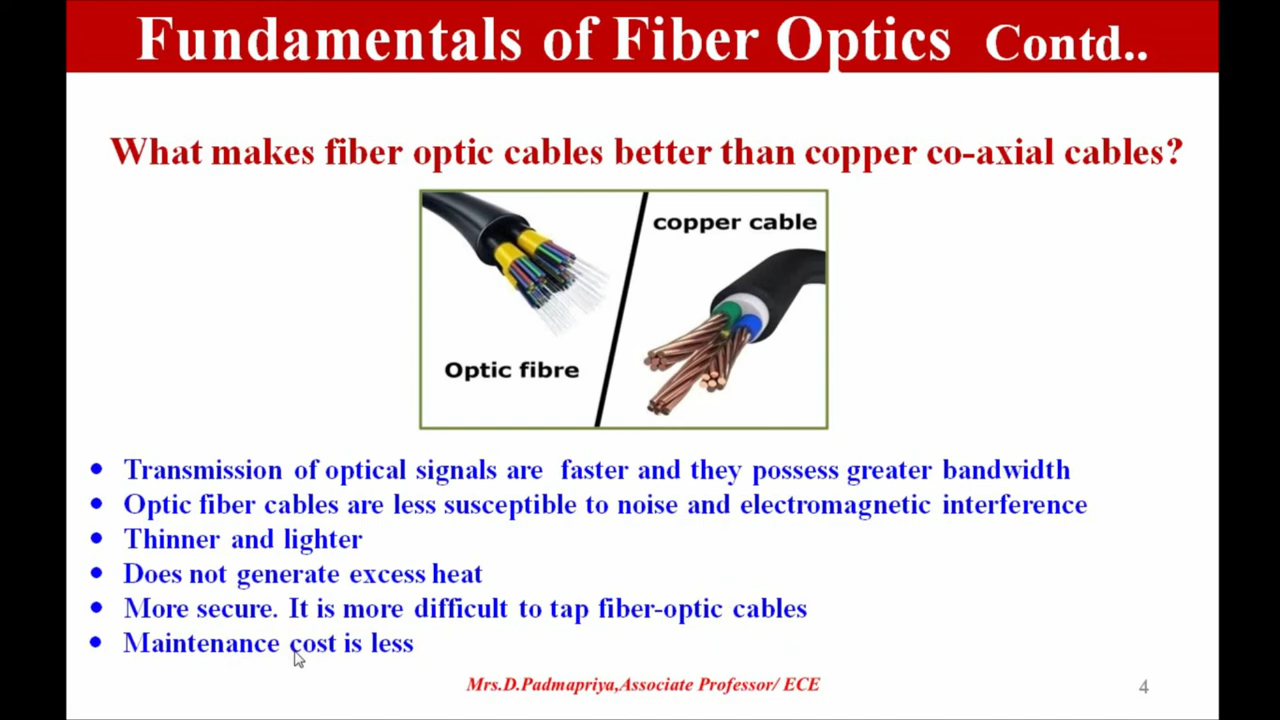 Fundamentals of Fiber Optics Contd..
What makes fiber optic cables better than copper co-axial cables?
copper cable
Optic fibre
• Transmission of optical signals are faster and they possess greater bandwidth
• Optic fiber cables are less susceptible to noise and electromagnetic interference
• Thinner and lighter
• Does not generate excess heat
• More secure. It is more difficult to tap fiber-optic cables
• Maintenance cost is less
Mrs.D.Padmapriya,Associate Professor/ ECE
4